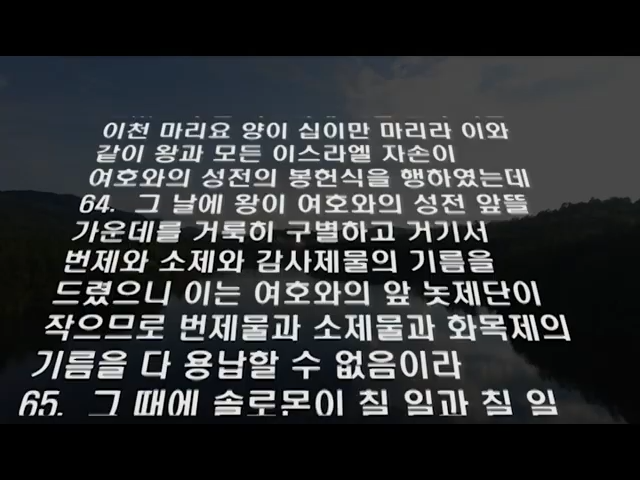 이천 마리요 양이 십이만 마리라 이와
같이 왕과 모든 이스라엘 자손이
여호와의 성전의 봉헌식을 행하였는데
64. 그 날에 왕이 여호와의 성전 앞뜰
가운데를 거룩히 구별하고 거기서
번제와 소제와 감사제물의 기름을
드렸으니 이는 여호와의 앞 놋제단이
작으므로 번제물과 소제물과 화목제의
기름을 다 용납할 수 없음이라
65. 그 때에 솔로몬이 칠 일과 칠 일